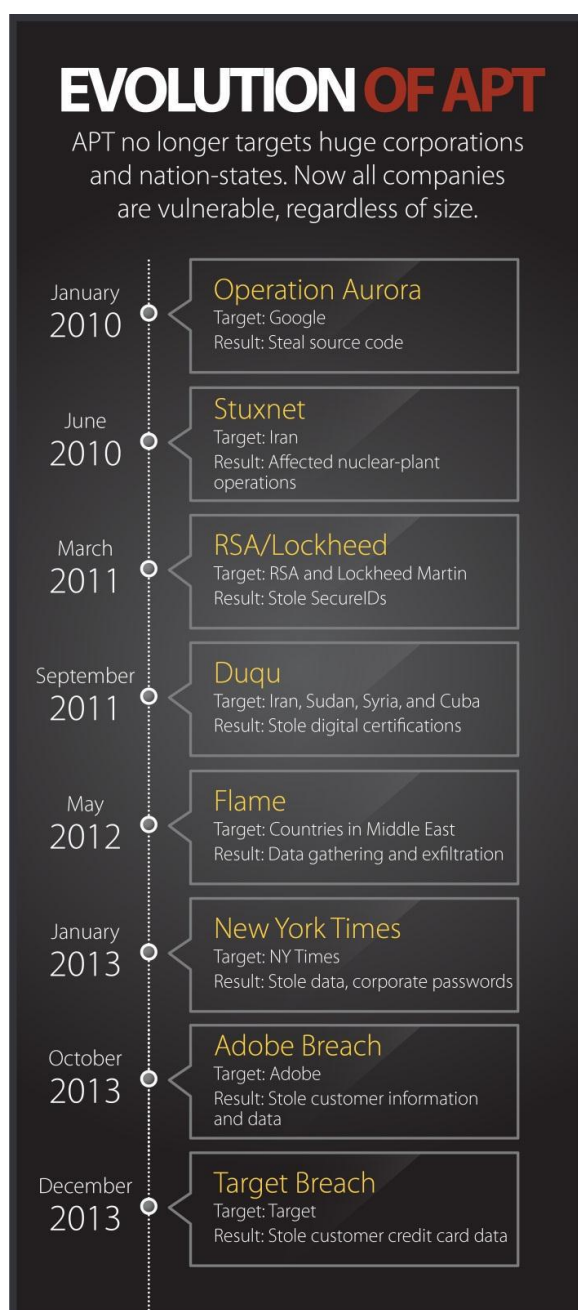 EVOLUTION OF APT
APT no longer targets huge corporations
and nation-states. Now all companies
are vulnerable, regardless of size.
January
2010
Operation Aurora
Target: Google
Result: Steal source code
June
2010
Stuxnet
Target: Iran
Result: Affected nuclear-plant
operations
March
2011
RSA/Lockheed
Target: RSA and Lockheed Martin
Result: Stole SecureIDs
September
2011
Duqu
Target: Iran, Sudan, Syria, and Cuba
Result: Stole digital certifications
May
2012
Flame
Target: Countries in Middle East
Result: Data gathering and exfiltration
January
2013
New York Times
Target: NY Times
Result: Stole data, corporate passwords
October
2013
Adobe Breach
Target: Adobe
Result: Stole customer information
and data
December
2013
Target Breach
Target: Target
Result: Stole customer credit card data